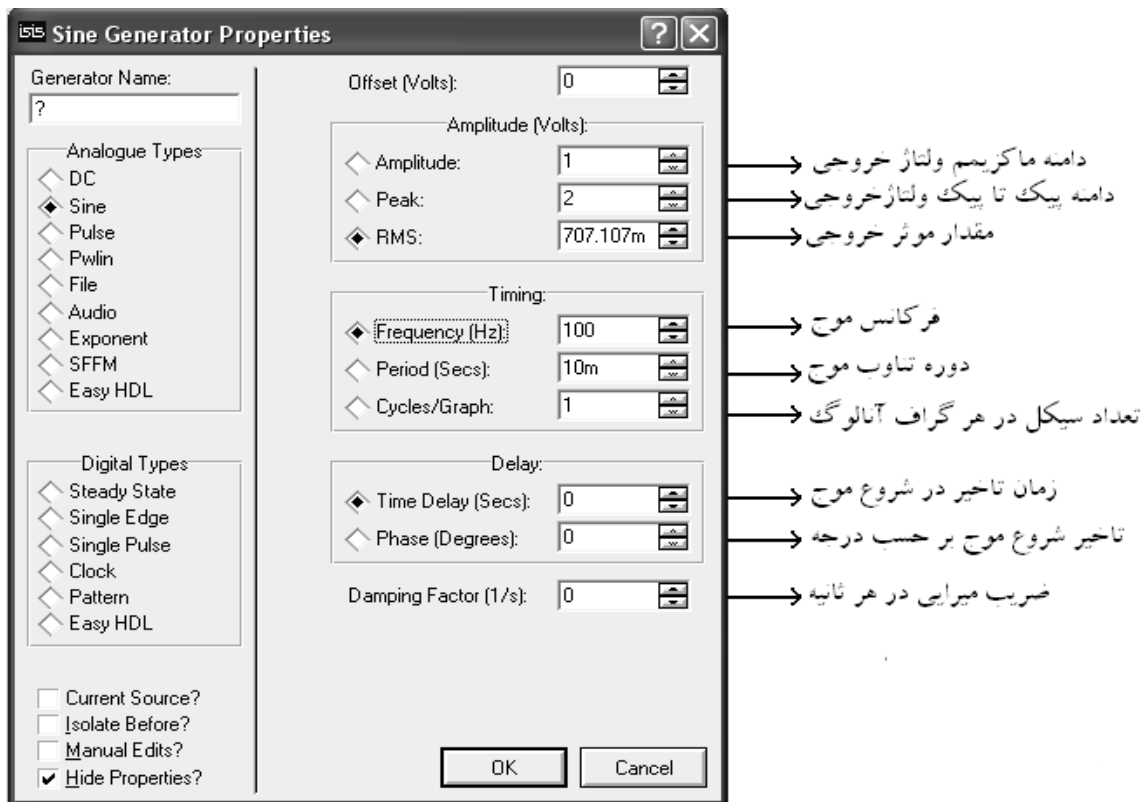 isis Sine Generator Properties
Generator Name:
?
Analogue Types
DC
Sine
Pulse
Pwlin
File
Audio
Exponent
SFFM
Easy HDL
Digital Types
Steady State
Single Edge
Single Pulse
Clock
Pattern
Easy HDL
Current Source?
Isolate Before?
Manual Edits?
Hide Properties?
Offset (Volts): 0
Amplitude (Volts):
Amplitude: 1 دامنه ماکزیمم ولتاژ خروجی
Peak: 2 دامنه پیک تا پیک ولتاژخروجی
RMS: 707.107m مقدار موثر خروجی
Timing:
Frequency (Hz): 100 فرکانس موج
Period (Secs): 10m دوره تناوب موج
Cycles/Graph: 1 تعداد سیکل در هر گراف آنالوگ
Delay:
Time Delay (Secs): 0 زمان تاخیر در شروع موج
Phase (Degrees): 0 تاخیر شروع موج بر حسب درجه
Damping Factor (1/s): 0 ضریب میرایی در هر ثانیه
OK Cancel